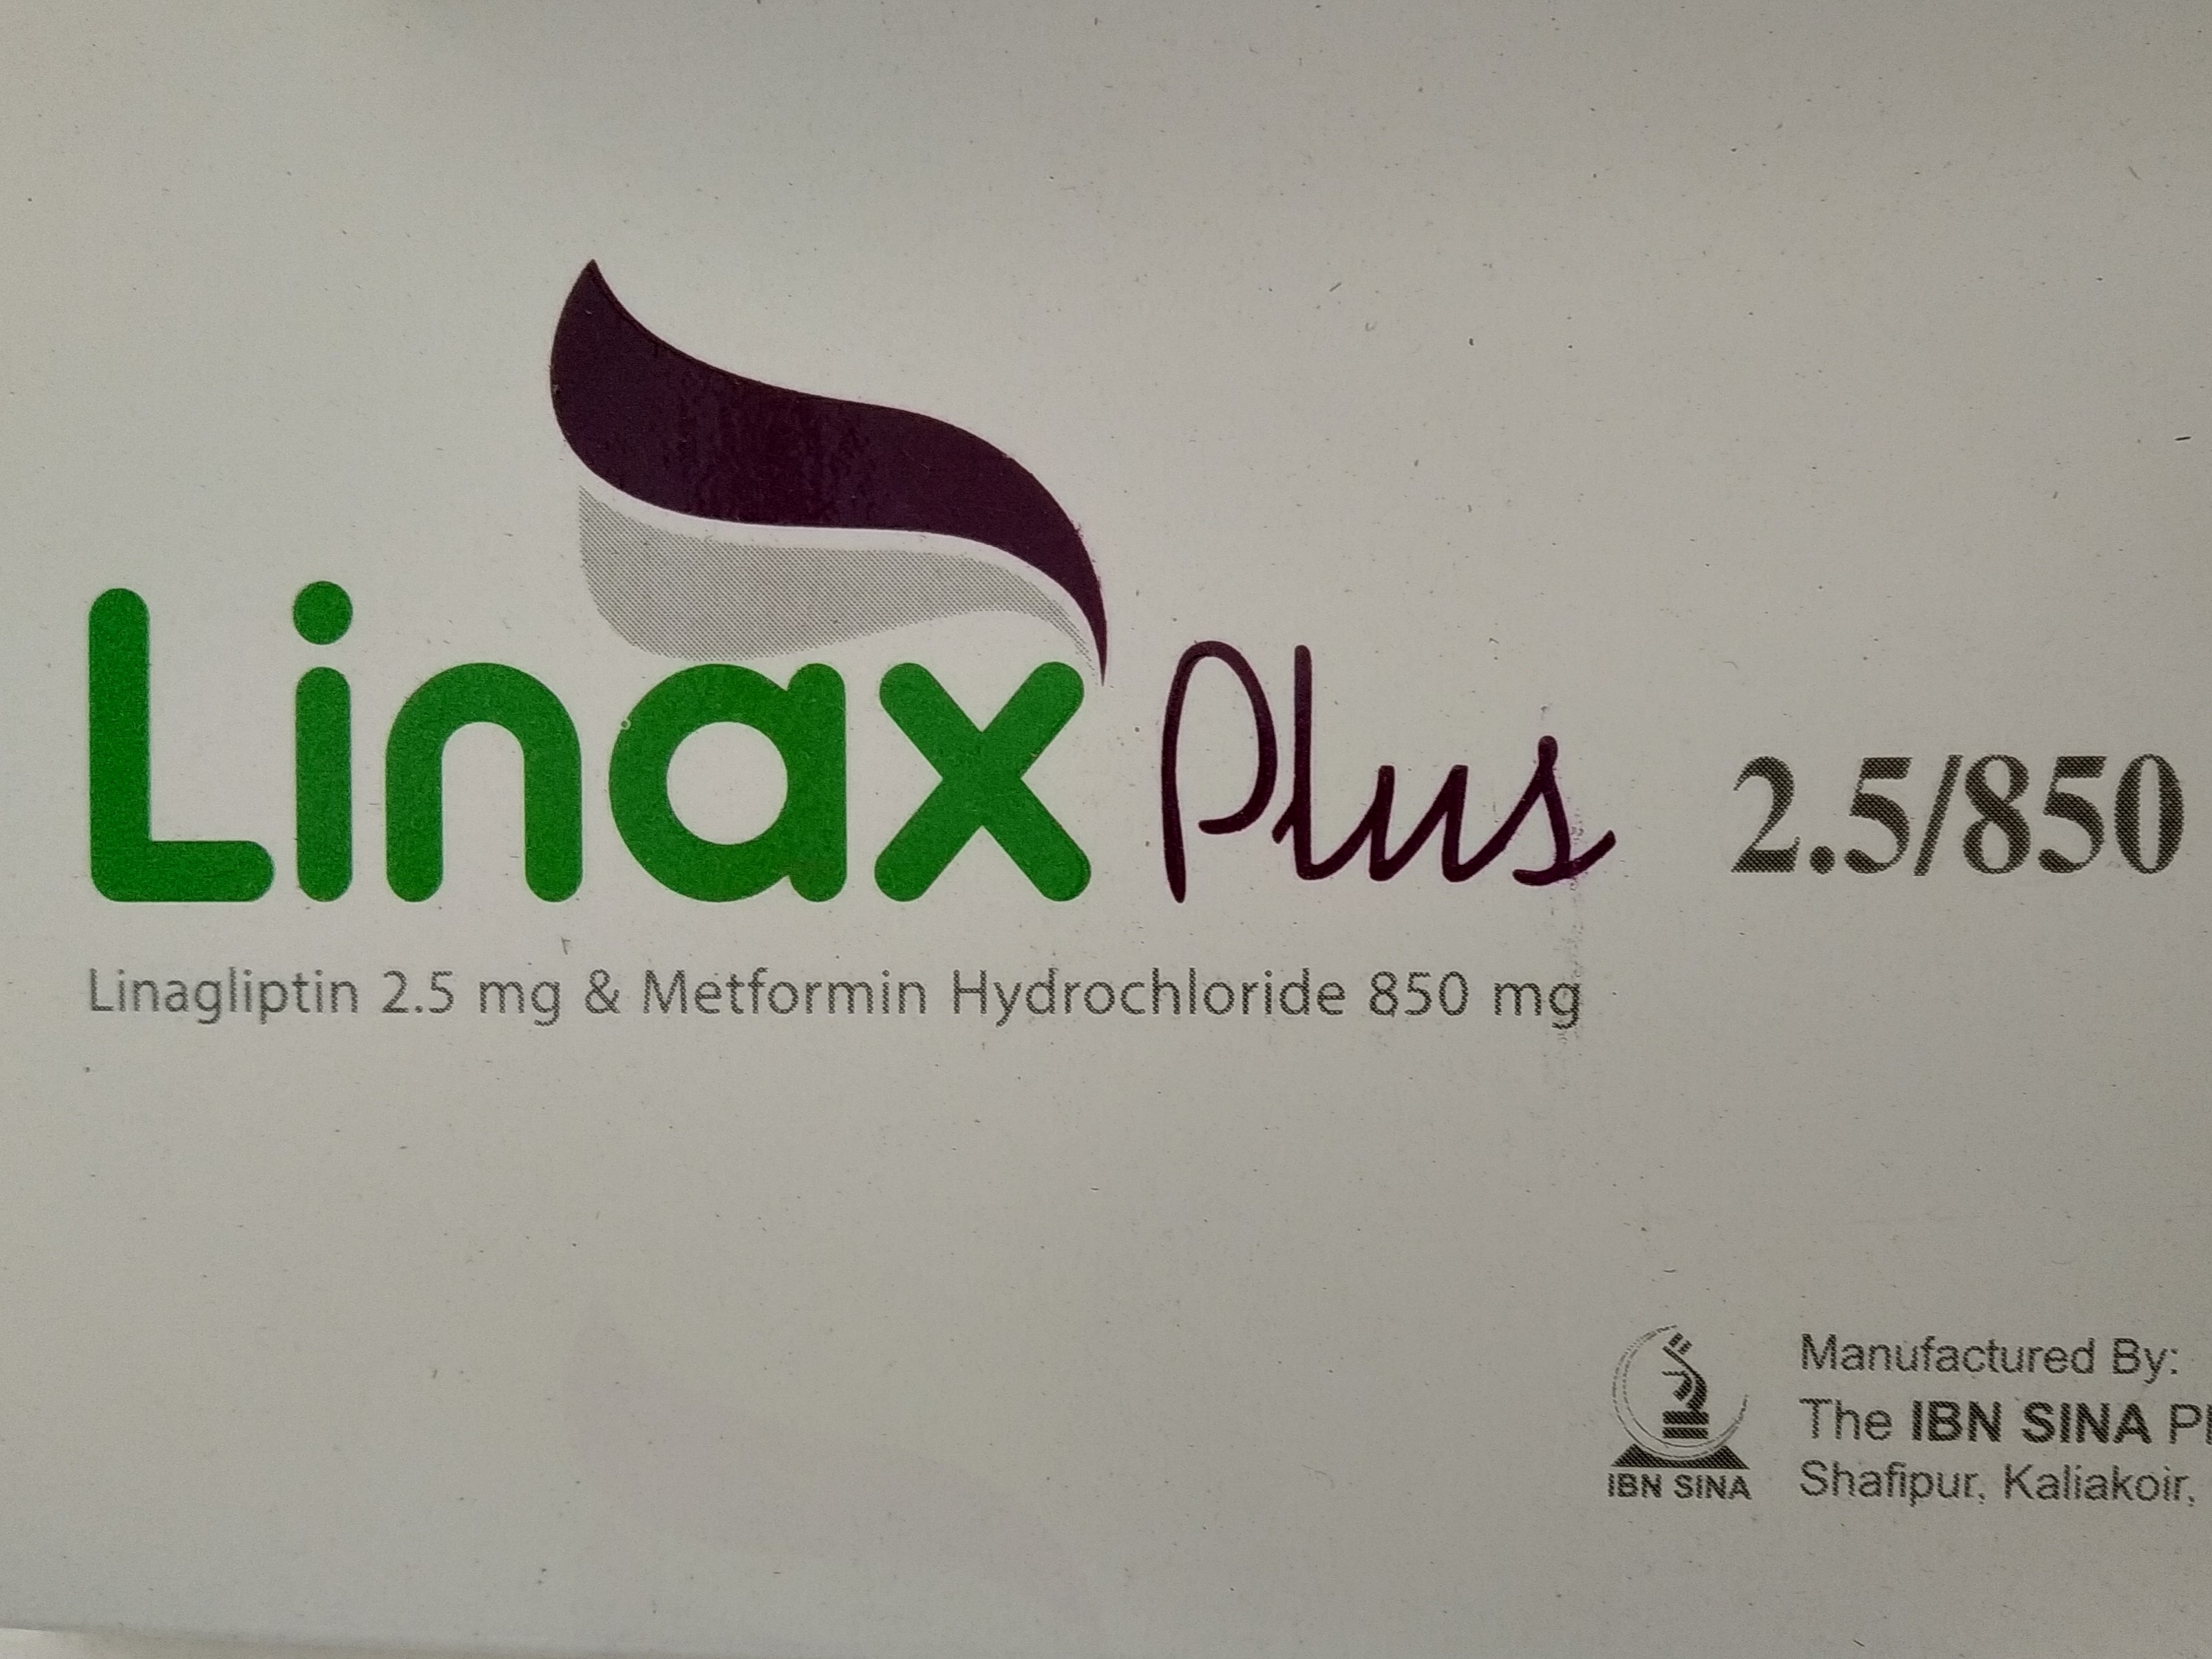 Linax Plus 2.5/850
Linagliptin 2.5 mg & Metformin Hydrochloride 850 mg
IBN SINA
Manufactured By:
The IBN SINA
Shafipur, Kaliakoir,